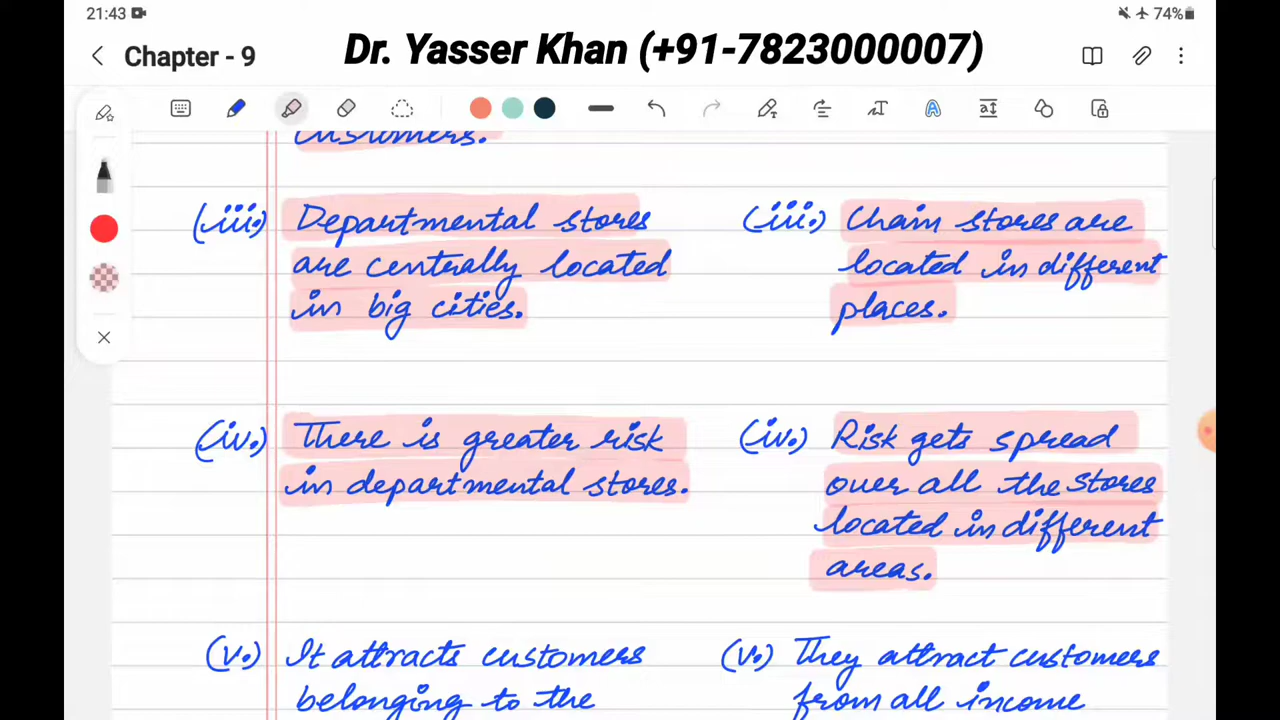 21:43
74%
Chapter - 9
Dr. Yasser Khan (+91-7823000007)
customers.
(iii.) Departmental stores
are centrally located
in big cities.
(iii.) Chain stores are
located in different
places.
(iv.) There is greater risk
in departmental stores.
(iv.) Risk gets spread
over all the stores
located in different
areas.
(v.) It attracts customers
belonging to the
(v.) They attract customers
from all income